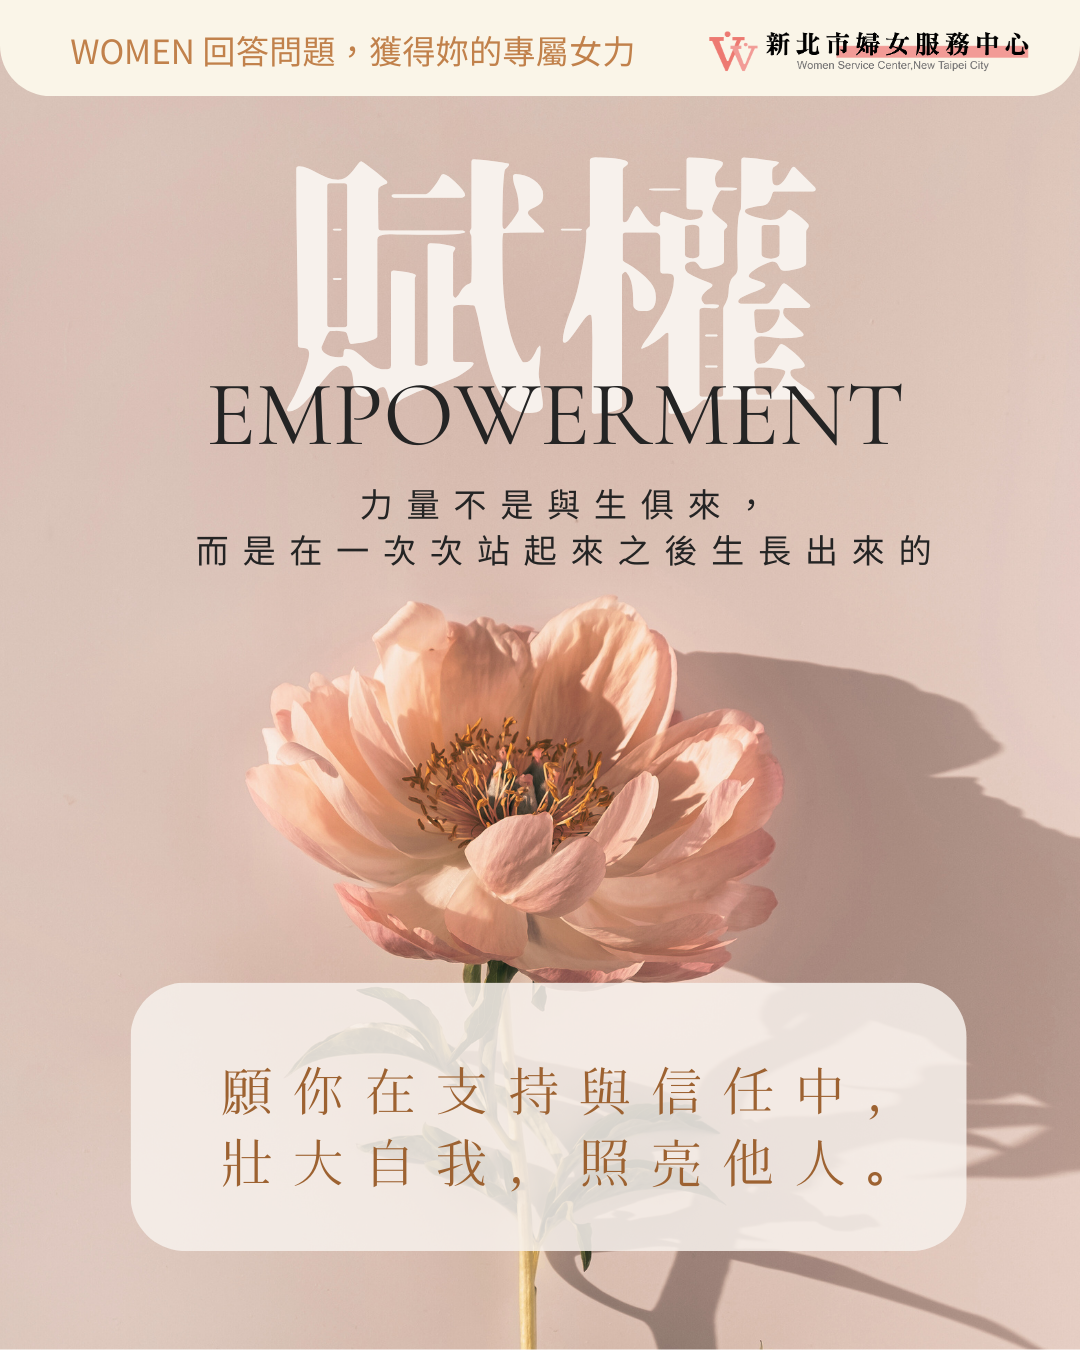 WOMEN 回答問題，獲得妳的專屬女力
新北市婦女服務中心
Women Service Center,New Taipei City
賦權
EMPOWERMENT
力量不是與生俱來，
而是在一次次站起來之後生長出來的
願你在支持與信任中,
壯大自我, 照亮他人。